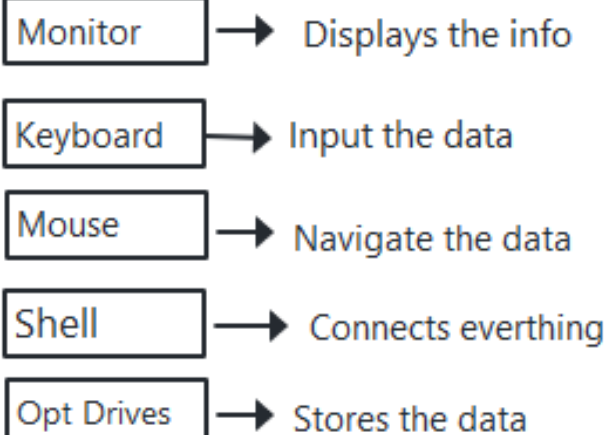 Monitor Displays the info
Keyboard Input the data
Mouse Navigate the data
Shell Connects everthing
Opt Drives Stores the data